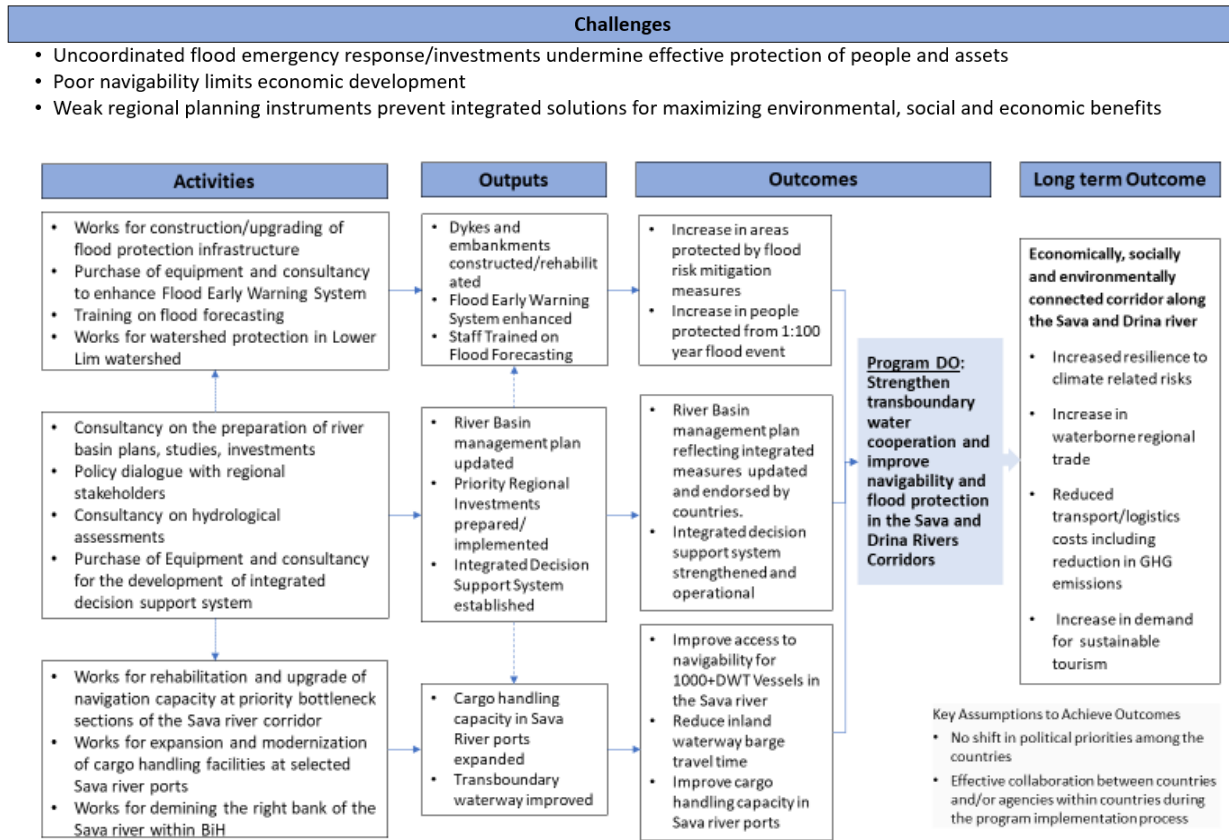 Challenges
• Uncoordinated flood emergency response/investments undermine effective protection of people and assets
• Poor navigability limits economic development
• Weak regional planning instruments prevent integrated solutions for maximizing environmental, social and economic benefits
Activities
• Works for construction/upgrading of
flood protection infrastructure
• Purchase of equipment and consultancy
to enhance Flood Early Warning System
• Training on flood forecasting
• Works for watershed protection in Lower
Lim watershed
• Consultancy on the preparation of river
basin plans, studies, investments
• Policy dialogue with regional
stakeholders
• Consultancy on hydrological
assessments
• Purchase of Equipment and consultancy
for the development of integrated
decision support system
• Works for rehabilitation and upgrade of
navigation capacity at priority bottleneck
sections of the Sava river corridor
• Works for expansion and modernization
of cargo handling facilities at selected
Sava river ports
• Works for demining the right bank of the
Sava river within BiH
Outputs
• Dykes and
embankments
constructed/rehabilit
ated
• Flood Early Warning
System enhanced
• Staff Trained on
Flood Forecasting
• River Basin
management plan
updated
• Priority Regional
Investments
prepared/
implemented
• Integrated Decision
Support System
established
• Cargo handling
capacity in Sava
River ports
expanded
• Transboundary
waterway improved
Outcomes
• Increase in areas
protected by flood
risk mitigation
measures
• Increase in people
protected from 1:100
year flood event
• River Basin
management plan
reflecting integrated
measures updated
and endorsed by
countries.
• Integrated decision
support system
strengthened and
operational
• Improve access to
navigability for
1000+DWT Vessels in
the Sava river
• Reduce inland
waterway barge
travel time
• Improve cargo
handling capacity in
Sava river ports
Program DO:
Strengthen
transboundary
water
cooperation and
improve
navigability and
flood protection
in the Sava and
Drina Rivers
Corridors
Long term Outcome
Economically, socially
and environmentally
connected corridor along
the Sava and Drina river
• Increased resilience to
climate related risks
• Increase in
waterborne regional
trade
• Reduced
transport/logistics
costs including
reduction in GHG
emissions
• Increase in demand
for sustainable
tourism
Key Assumptions to Achieve Outcomes
• No shift in political priorities among the
countries
• Effective collaboration between countries
and/or agencies within countries during
the program implementation process